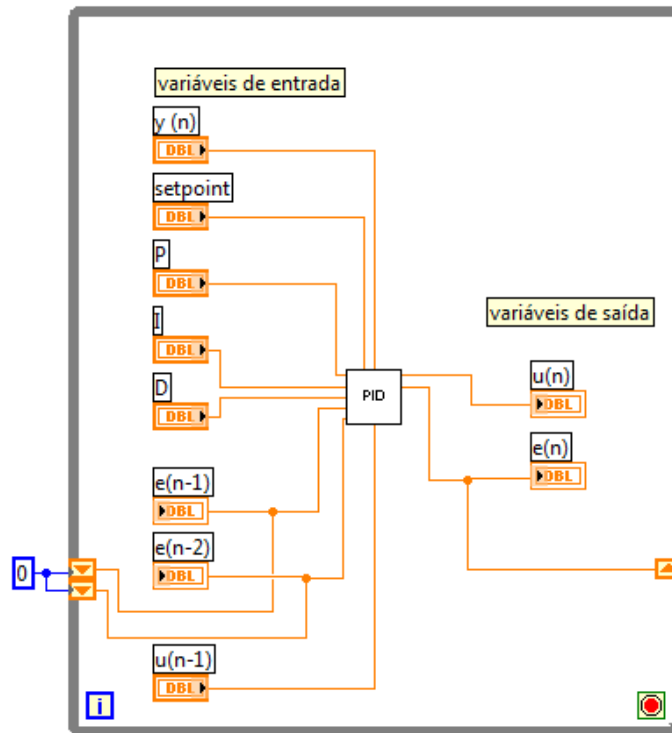 variáveis de entrada
y (n)
DBL
setpoint
DBL
P
DBL
I
DBL
D
DBL
PID
variáveis de saída
u(n)
DBL
e(n)
DBL
e(n-1)
DBL
e(n-2)
DBL
0
u(n-1)
DBL
i